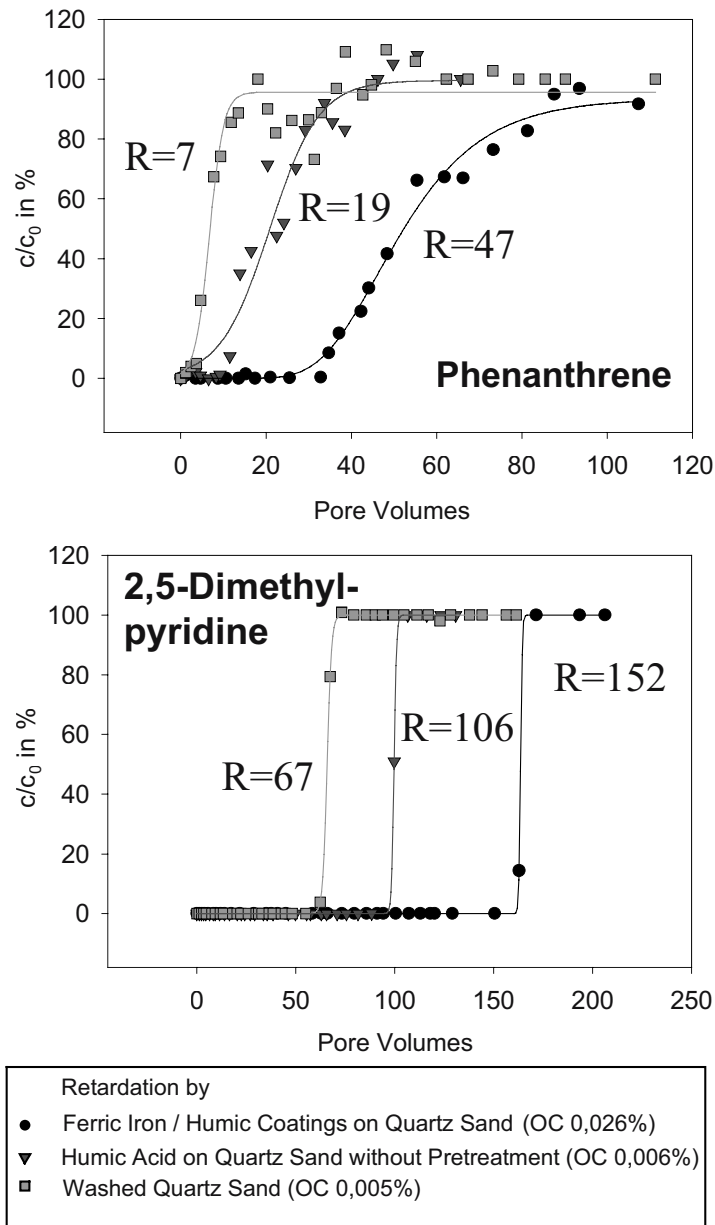 120
100
80
60
40
20
0
c/c0 in %
R=7
R=19
R=47
Phenanthrene
0 20 40 60 80 100 120
Pore Volumes
120
100
80
60
40
20
0
c/c0 in %
2,5-Dimethyl-
pyridine
R=67
R=106
R=152
0 50 100 150 200 250
Pore Volumes
Retardation by
Ferric Iron / Humic Coatings on Quartz Sand (OC 0,026%)
Humic Acid on Quartz Sand without Pretreatment (OC 0,006%)
Washed Quartz Sand (OC 0,005%)